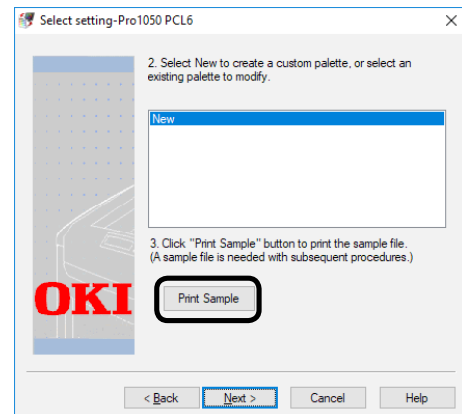 Select setting-Pro1050 PCL6
2. Select New to create a custom palette, or select an
existing palette to modify.
New
3. Click "Print Sample" button to print the sample file.
(A sample file is needed with subsequent procedures.)
OKI
Print Sample
< Back
Next >
Cancel
Help